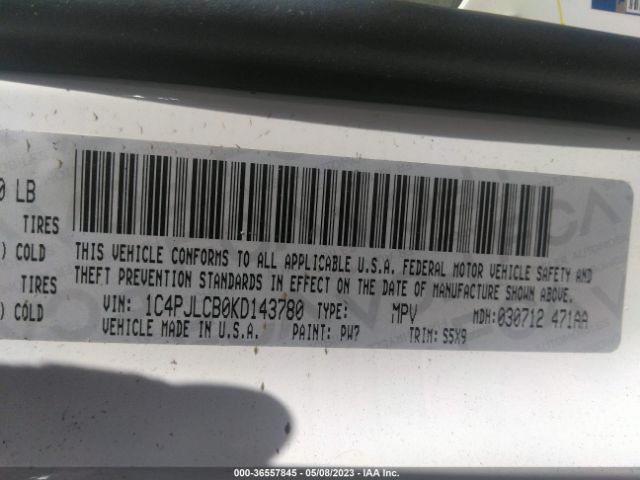 0 LB
TIRES
) COLD
TIRES
) COLD
THIS VEHICLE CONFORMS TO ALL APPLICABLE U.S.A. FEDERAL MOTOR VEHICLE SAFETY AND
THEFT PREVENTION STANDARDS IN EFFECT ON THE DATE OF MANUFACTURE SHOWN ABOVE.
VIN: 1C4PJLCB0KD143780 TYPE: MPV MDH: 030712 471AA
VEHICLE MADE IN U.S.A. PAINT: PW7 TRIM: S5X9
000-36557845 - 05/08/2023 - IAA Inc.